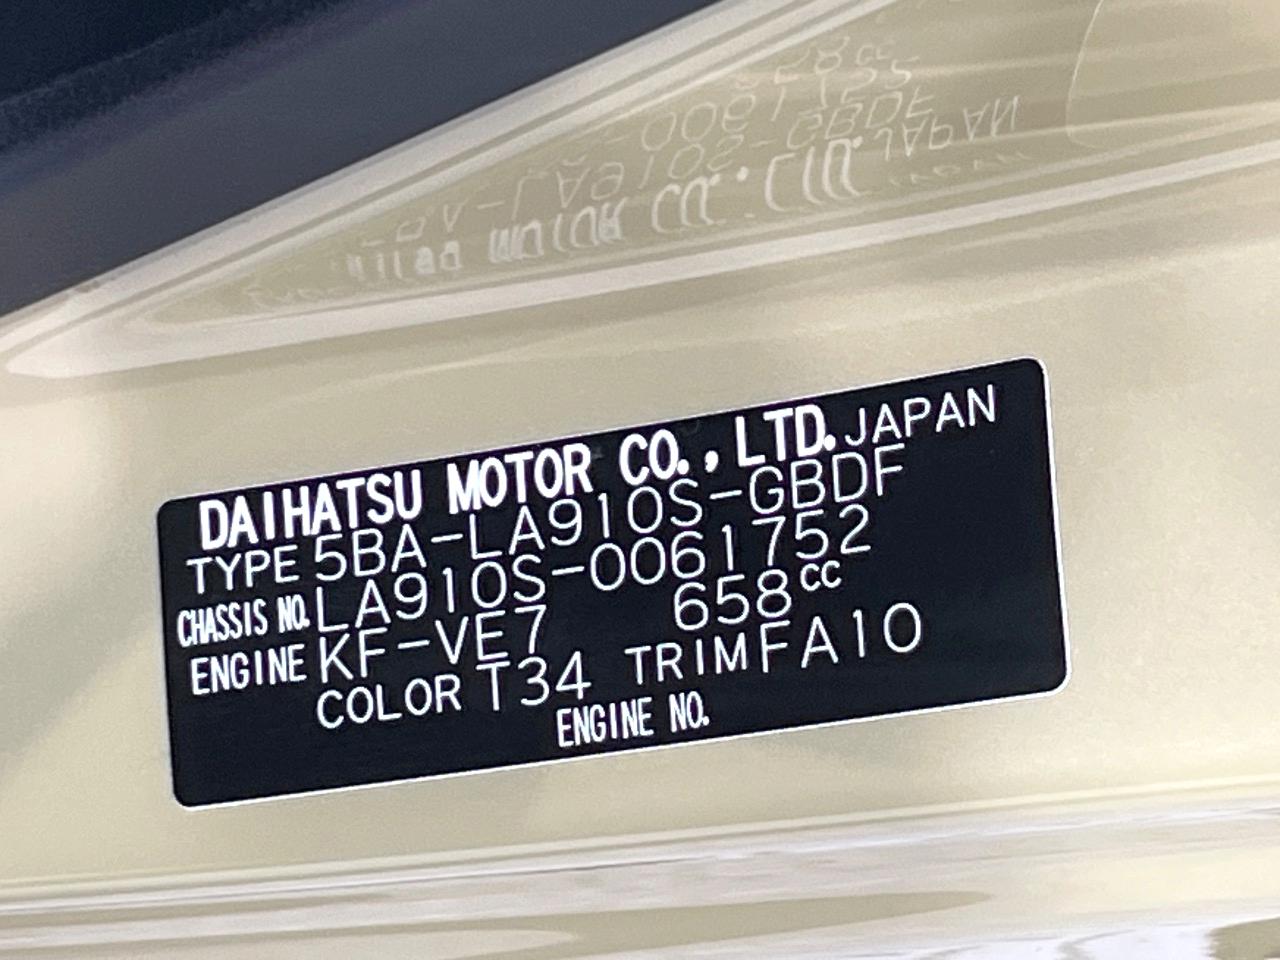 DAIHATSU MOTOR CO., LTD. JAPAN
TYPE 5BA-LA910S-GBDF
CHASSIS NO. LA910S-0061752
ENGINE KF-VE7 658cc
COLOR T34 TRIM FA10
ENGINE NO.